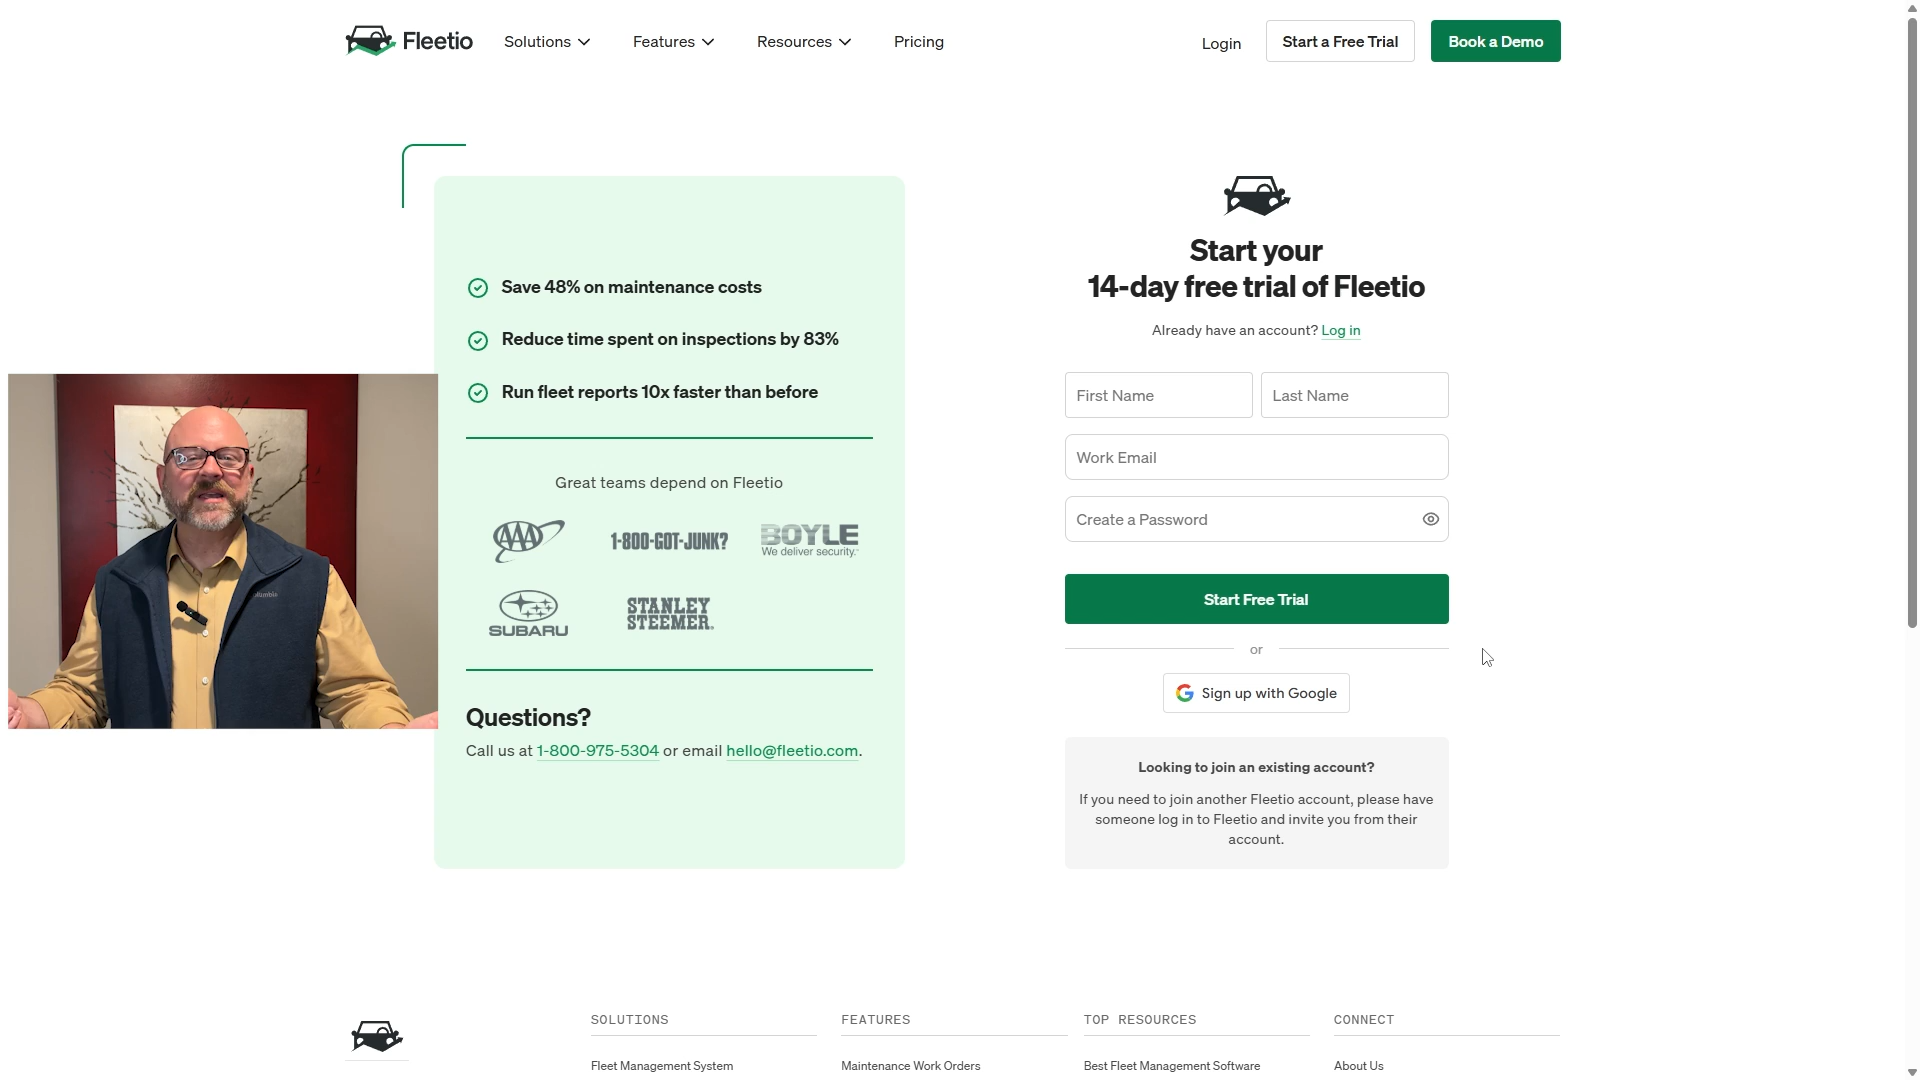 Fleetio
Solutions
Features
Resources
Pricing
Login
Start a Free Trial
Book a Demo
Save 48% on maintenance costs
Reduce time spent on inspections by 83%
Run fleet reports 10x faster than before
Great teams depend on Fleetio
AAA
1-800-GOT-JUNK?
BOYLE
We deliver security.
SUBARU
STANLEY
STEEMER
Questions?
Call us at 1-800-975-5304 or email hello@fleetio.com.
Start your
14-day free trial of Fleetio
Already have an account? Log in
First Name
Last Name
Work Email
Create a Password
Start Free Trial
or
Sign up with Google
Looking to join an existing account?
If you need to join another Fleetio account, please have
someone log in to Fleetio and invite you from their
account.
SOLUTIONS
FEATURES
TOP RESOURCES
CONNECT
Fleet Management System
Maintenance Work Orders
Best Fleet Management Software
About Us